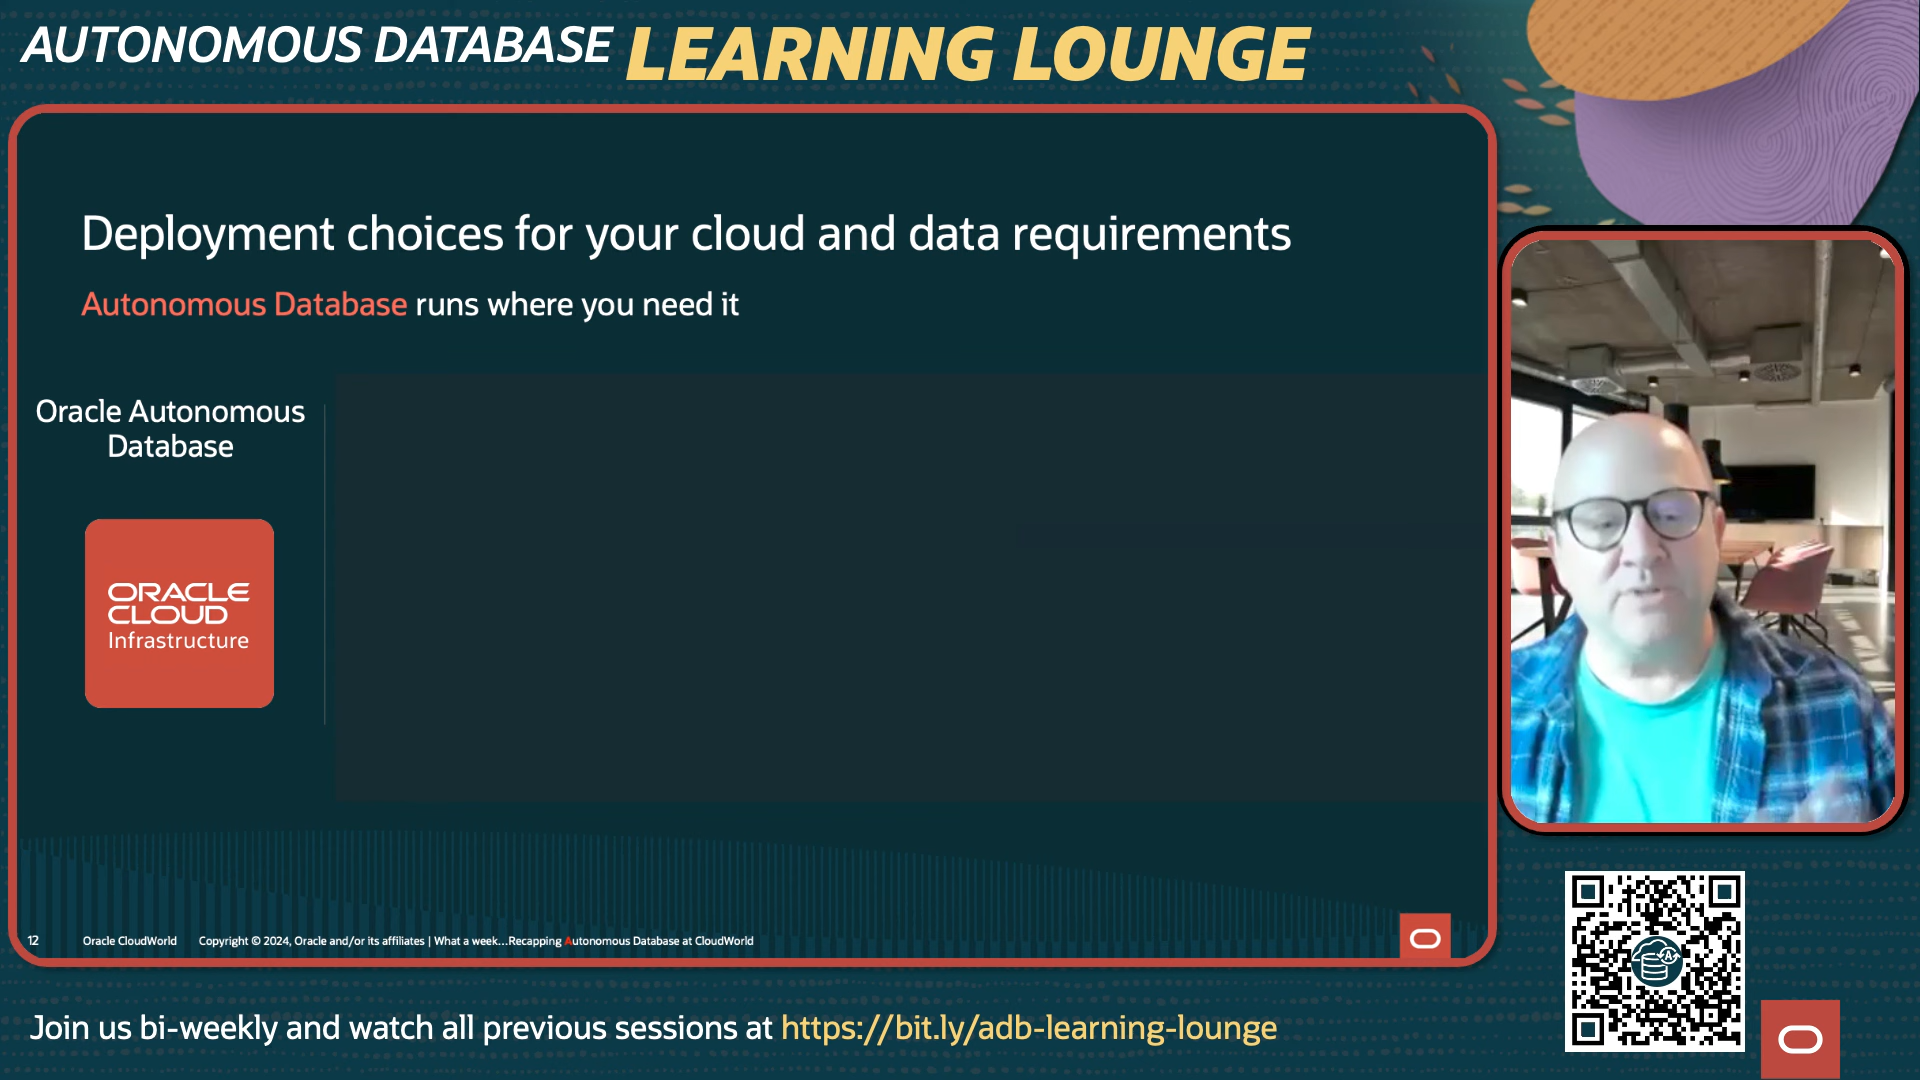 AUTONOMOUS DATABASE LEARNING LOUNGE
Deployment choices for your cloud and data requirements
Autonomous Database runs where you need it
Oracle Autonomous
Database
ORACLE
CLOUD
Infrastructure
12 Oracle CloudWorld Copyright © 2024, Oracle and/or its affiliates | What a week...Recapping Autonomous Database at CloudWorld
Join us bi-weekly and watch all previous sessions at https://bit.ly/adb-learning-lounge